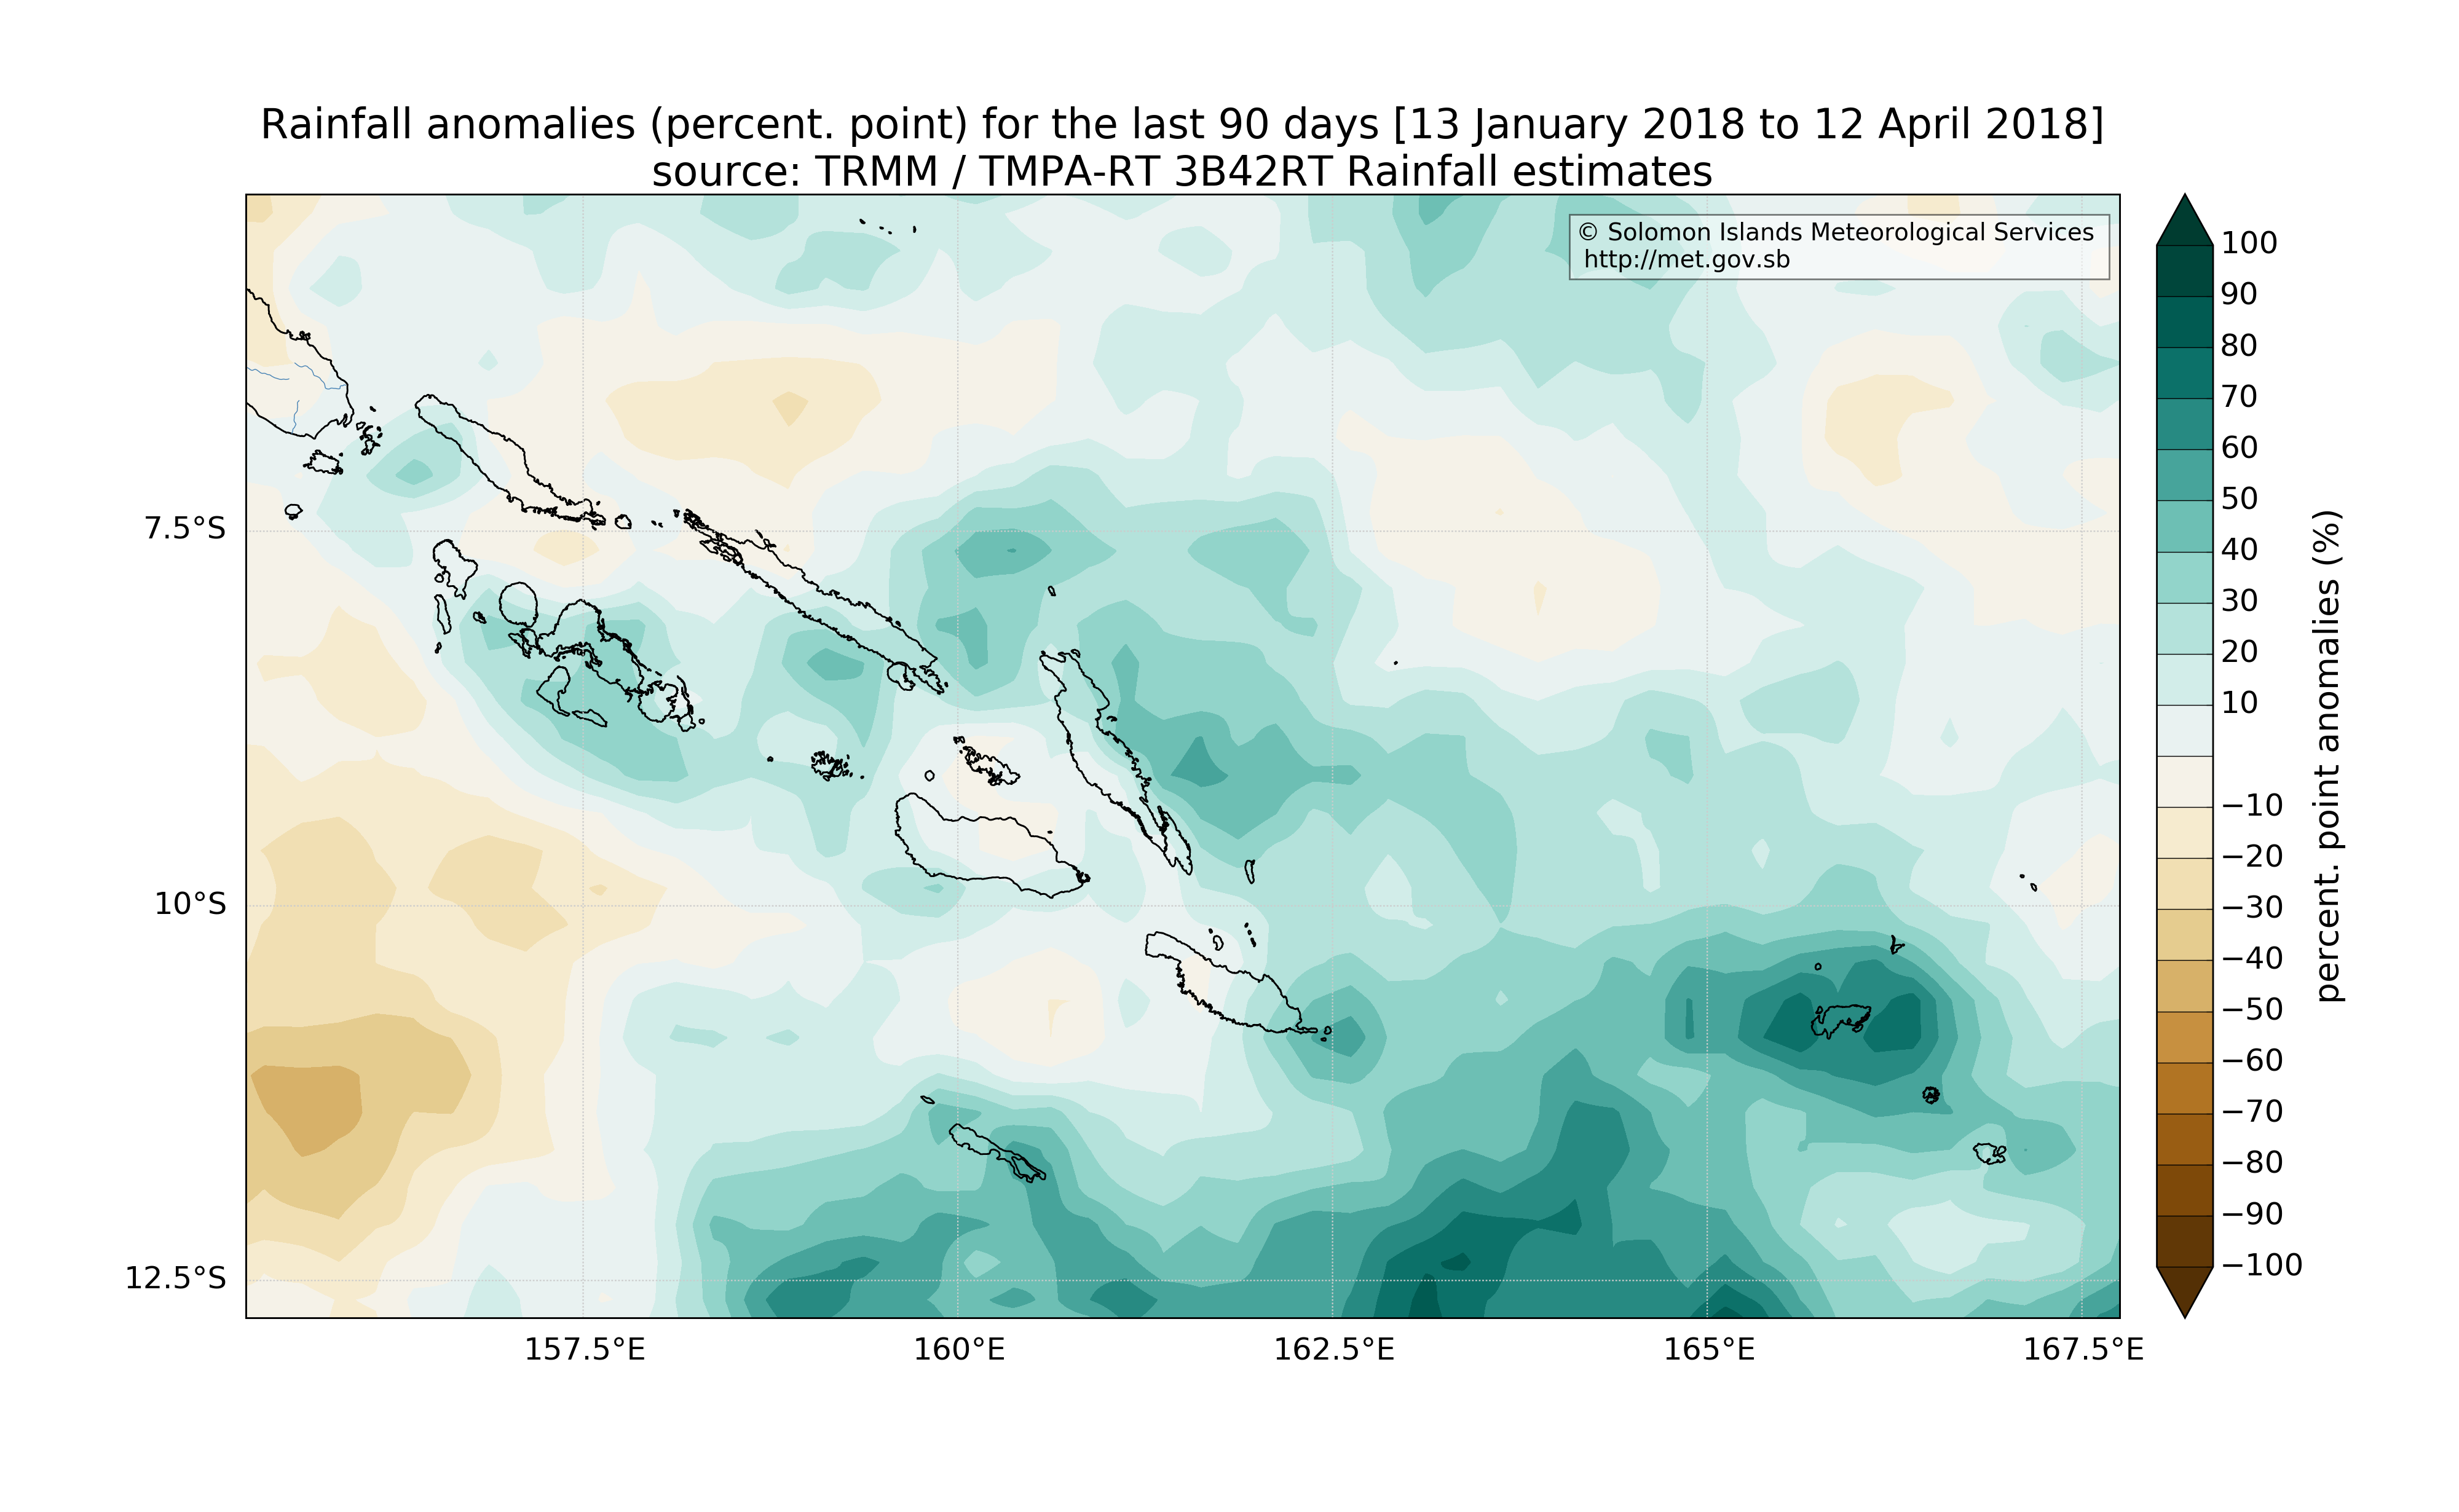 Rainfall anomalies (percent. point) for the last 90 days [13 January 2018 to 12 April 2018]
source: TRMM / TMPA-RT 3B42RT Rainfall estimates
© Solomon Islands Meteorological Services
http://met.gov.sb
7.5°S
10°S
12.5°S
157.5°E
160°E
162.5°E
165°E
167.5°E
100
90
80
70
60
50
40
30
20
10
−10
−20
−30
−40
−50
−60
−70
−80
−90
−100
percent. point anomalies (%)